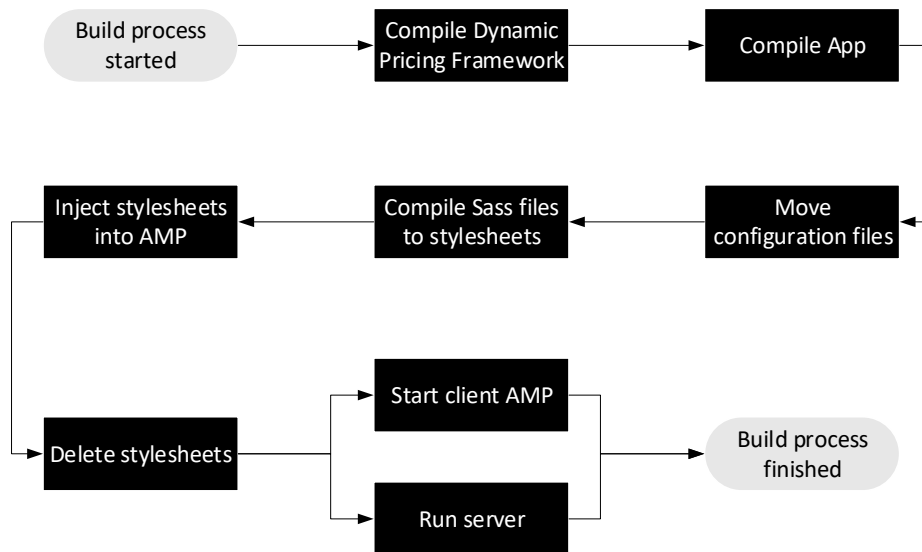 Build process
started
Compile Dynamic
Pricing Framework
Compile App
Inject stylesheets
into AMP
Compile Sass files
to stylesheets
Move
configuration files
Delete stylesheets
Start client AMP
Run server
Build process
finished